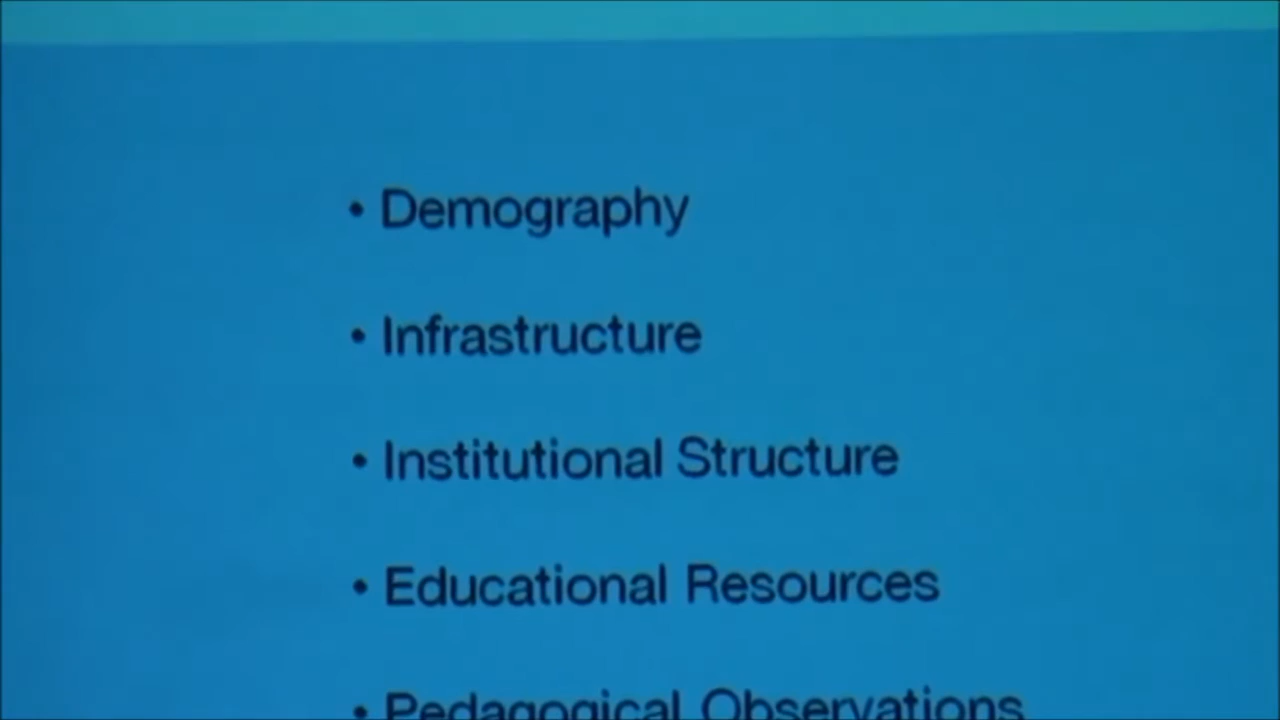 • Demography
• Infrastructure
• Institutional Structure
• Educational Resources
• Pedagogical Observations